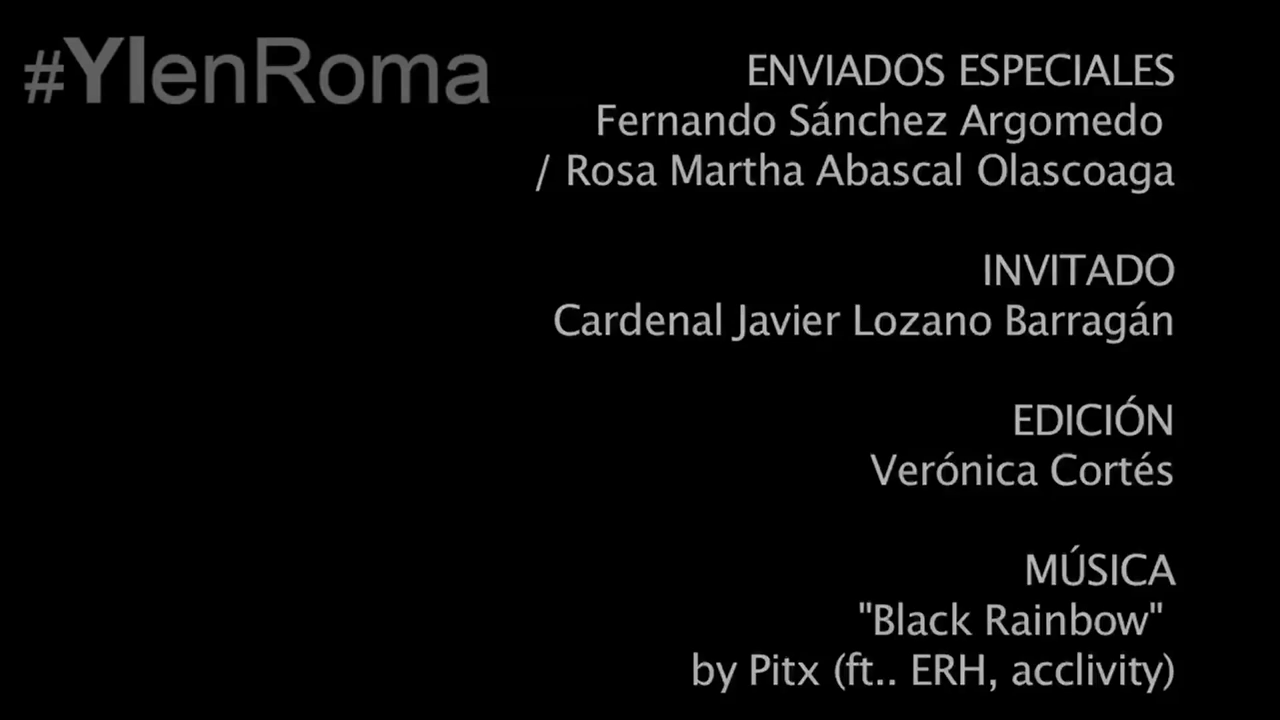 #YIenRoma
ENVIADOS ESPECIALES
Fernando Sánchez Argomedo
/ Rosa Martha Abascal Olascoaga
INVITADO
Cardenal Javier Lozano Barragán
EDICIÓN
Verónica Cortés
MÚSICA
"Black Rainbow"
by Pitx (ft.. ERH, acclivity)